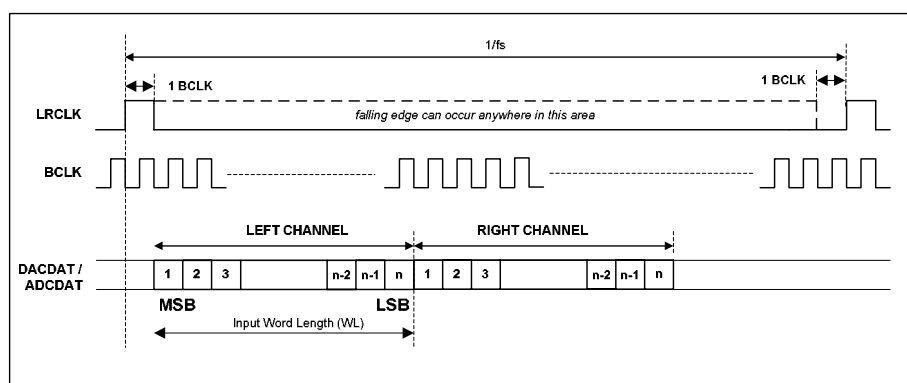 1/fs
1 BCLK
1 BCLK
LRCLK
falling edge can occur anywhere in this area
BCLK
LEFT CHANNEL
RIGHT CHANNEL
DACDAT /
ADCDAT
1 2 3 n-2 n-1 n 1 2 3 n-2 n-1 n
MSB
LSB
Input Word Length (WL)